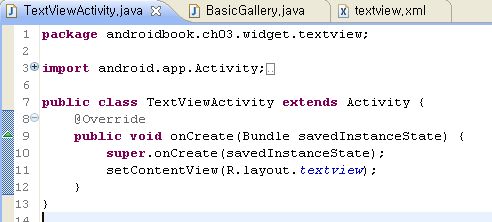 TextViewActivity.java BasicGallery.java textview.xml
1 package androidbook.ch03.widget.textview;
2
3 import android.app.Activity;
6
7 public class TextViewActivity extends Activity {
8 @Override
9 public void onCreate(Bundle savedInstanceState) {
10 super.onCreate(savedInstanceState);
11 setContentView(R.layout.textview);
12 }
13 }
14